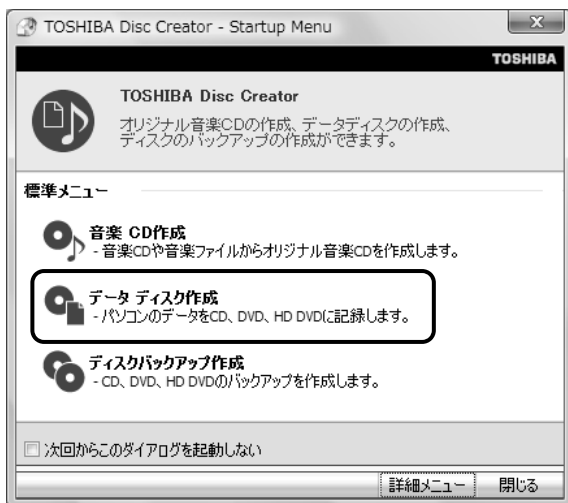 TOSHIBA Disc Creator - Startup Menu
TOSHIBA
TOSHIBA Disc Creator
オリジナル音楽CDの作成、データディスクの作成、
ディスクのバックアップの作成ができます。
標準メニュー
音楽 CD作成
- 音楽CDや音楽ファイルからオリジナル音楽CDを作成します。
データ ディスク作成
- パソコンのデータをCD、DVD、HD DVDに記録します。
ディスクバックアップ作成
- CD、DVD、HD DVDのバックアップを作成します。
次回からこのダイアログを起動しない
詳細メニュー 閉じる